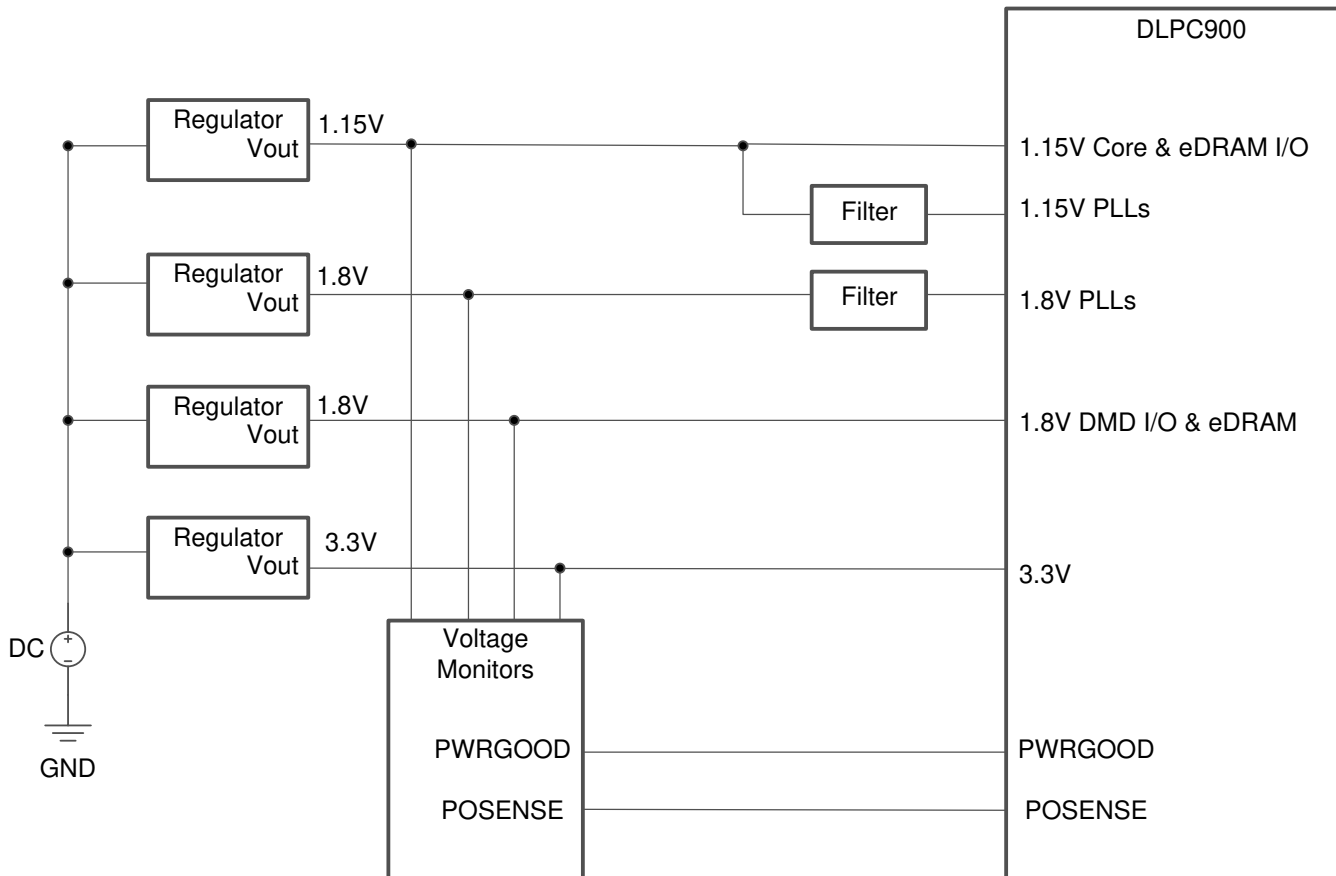 DLPC900
Regulator
Vout
1.15V
1.15V Core & eDRAM I/O
Filter
1.15V PLLs
Regulator
Vout
1.8V
Filter
1.8V PLLs
Regulator
Vout
1.8V
1.8V DMD I/O & eDRAM
Regulator
Vout
3.3V
3.3V
DC
+
−
GND
Voltage
Monitors
PWRGOOD
PWRGOOD
POSENSE
POSENSE